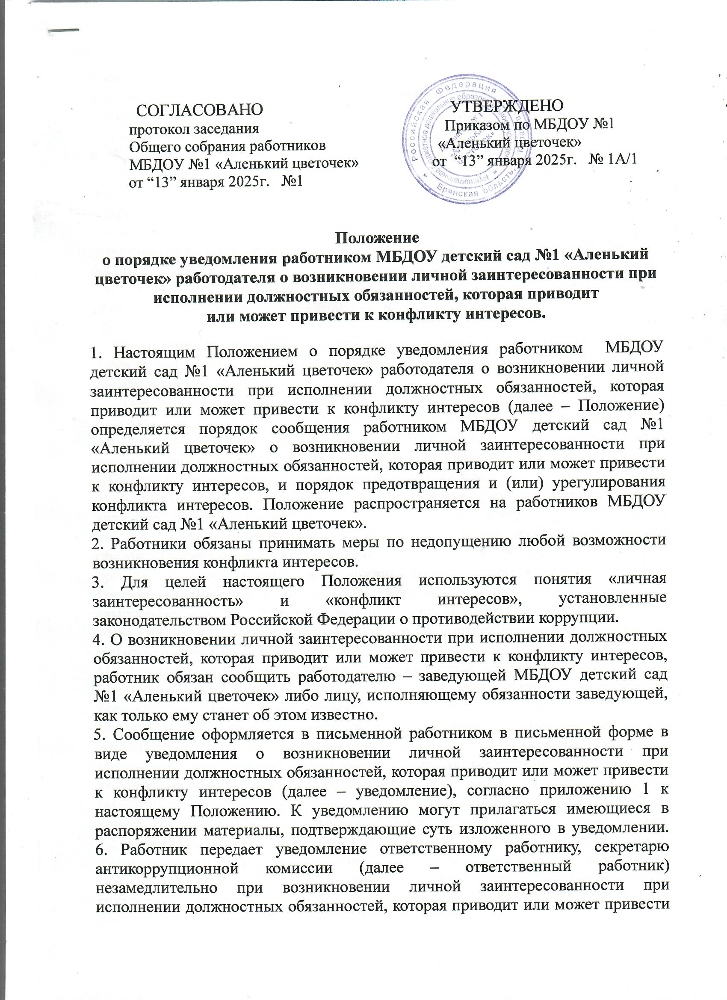 СОГЛАСОВАНО
протокол заседания
Общего собрания работников
МБДОУ №1 «Аленький цветочек»
от “13” января 2025г. №1
УТВЕРЖДЕНО
Приказом по МБДОУ №1
«Аленький цветочек»
от “13” января 2025г. № 1А/1
Российская Федерация
Брянская область,
Положение
о порядке уведомления работником МБДОУ детский сад №1 «Аленький
цветочек» работодателя о возникновении личной заинтересованности при
исполнении должностных обязанностей, которая приводит
или может привести к конфликту интересов.
1. Настоящим Положением о порядке уведомления работником МБДОУ
детский сад №1 «Аленький цветочек» работодателя о возникновении личной
заинтересованности при исполнении должностных обязанностей, которая
приводит или может привести к конфликту интересов (далее – Положение)
определяется порядок сообщения работником МБДОУ детский сад №1
«Аленький цветочек» о возникновении личной заинтересованности при
исполнении должностных обязанностей, которая приводит или может привести
к конфликту интересов, и порядок предотвращения и (или) урегулирования
конфликта интересов. Положение распространяется на работников МБДОУ
детский сад №1 «Аленький цветочек».
2. Работники обязаны принимать меры по недопущению любой возможности
возникновения конфликта интересов.
3. Для целей настоящего Положения используются понятия «личная
заинтересованность» и «конфликт интересов», установленные
законодательством Российской Федерации о противодействии коррупции.
4. О возникновении личной заинтересованности при исполнении должностных
обязанностей, которая приводит или может привести к конфликту интересов,
работник обязан сообщить работодателю – заведующей МБДОУ детский сад
№1 «Аленький цветочек» либо лицу, исполняющему обязанности заведующей,
как только ему станет об этом известно.
5. Сообщение оформляется в письменной работником в письменной форме в
виде уведомления о возникновении личной заинтересованности при
исполнении должностных обязанностей, которая приводит или может привести
к конфликту интересов (далее – уведомление), согласно приложению 1 к
настоящему Положению. К уведомлению могут прилагаться имеющиеся в
распоряжении материалы, подтверждающие суть изложенного в уведомлении.
6. Работник передает уведомление ответственному работнику, секретарю
антикоррупционной комиссии (далее – ответственный работник)
незамедлительно при возникновении личной заинтересованности при
исполнении должностных обязанностей, которая приводит или может привести